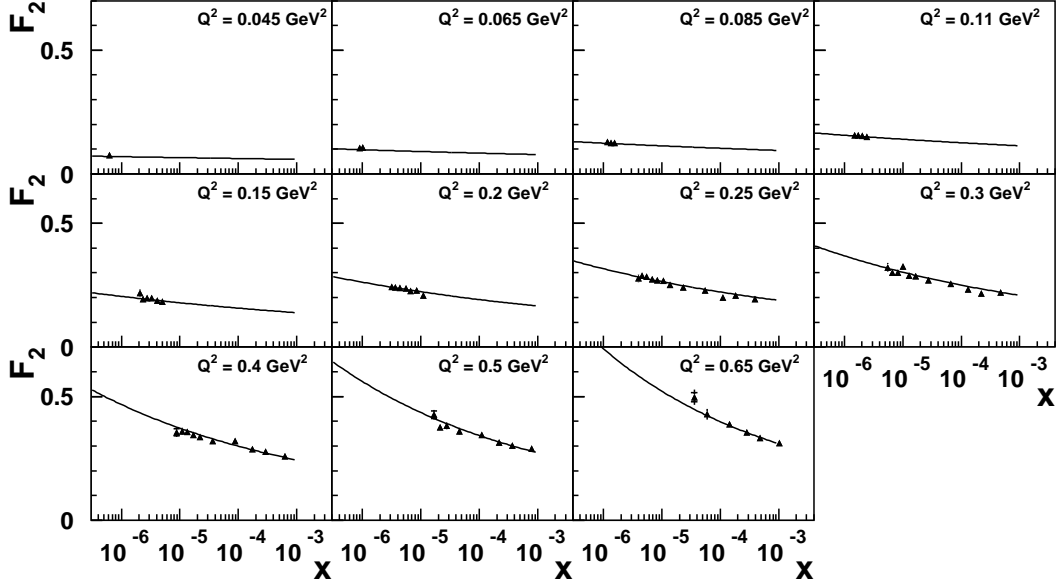 F₂
Q² = 0.045 GeV²
Q² = 0.065 GeV²
Q² = 0.085 GeV²
Q² = 0.11 GeV²
0.5
0
F₂
Q² = 0.15 GeV²
Q² = 0.2 GeV²
Q² = 0.25 GeV²
Q² = 0.3 GeV²
0.5
0
10⁻⁶ 10⁻⁵ 10⁻⁴ 10⁻³
x
F₂
Q² = 0.4 GeV²
Q² = 0.5 GeV²
Q² = 0.65 GeV²
0.5
0
10⁻⁶ 10⁻⁵ 10⁻⁴ 10⁻³
x
10⁻⁶ 10⁻⁵ 10⁻⁴ 10⁻³
x
10⁻⁶ 10⁻⁵ 10⁻⁴ 10⁻³
x